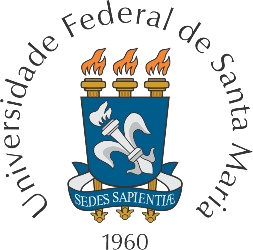 Universidade Federal de Santa Maria
SEDES SAPIENTIÆ
1960